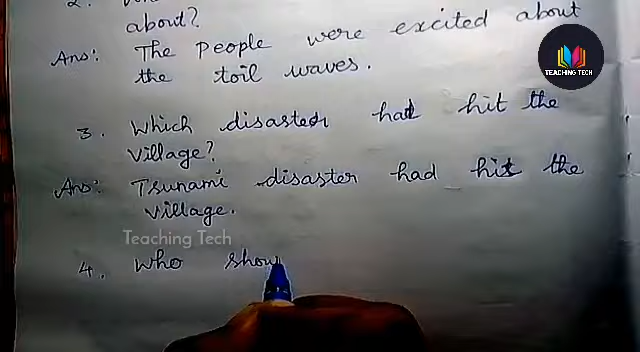 about?
Ans: The People were excited about
the toil waves.
3. Which disaster had hit the
village?
Ans: Tsunami disaster had hit the
village.
Teaching Tech
4. Who show
TEACHING TECH